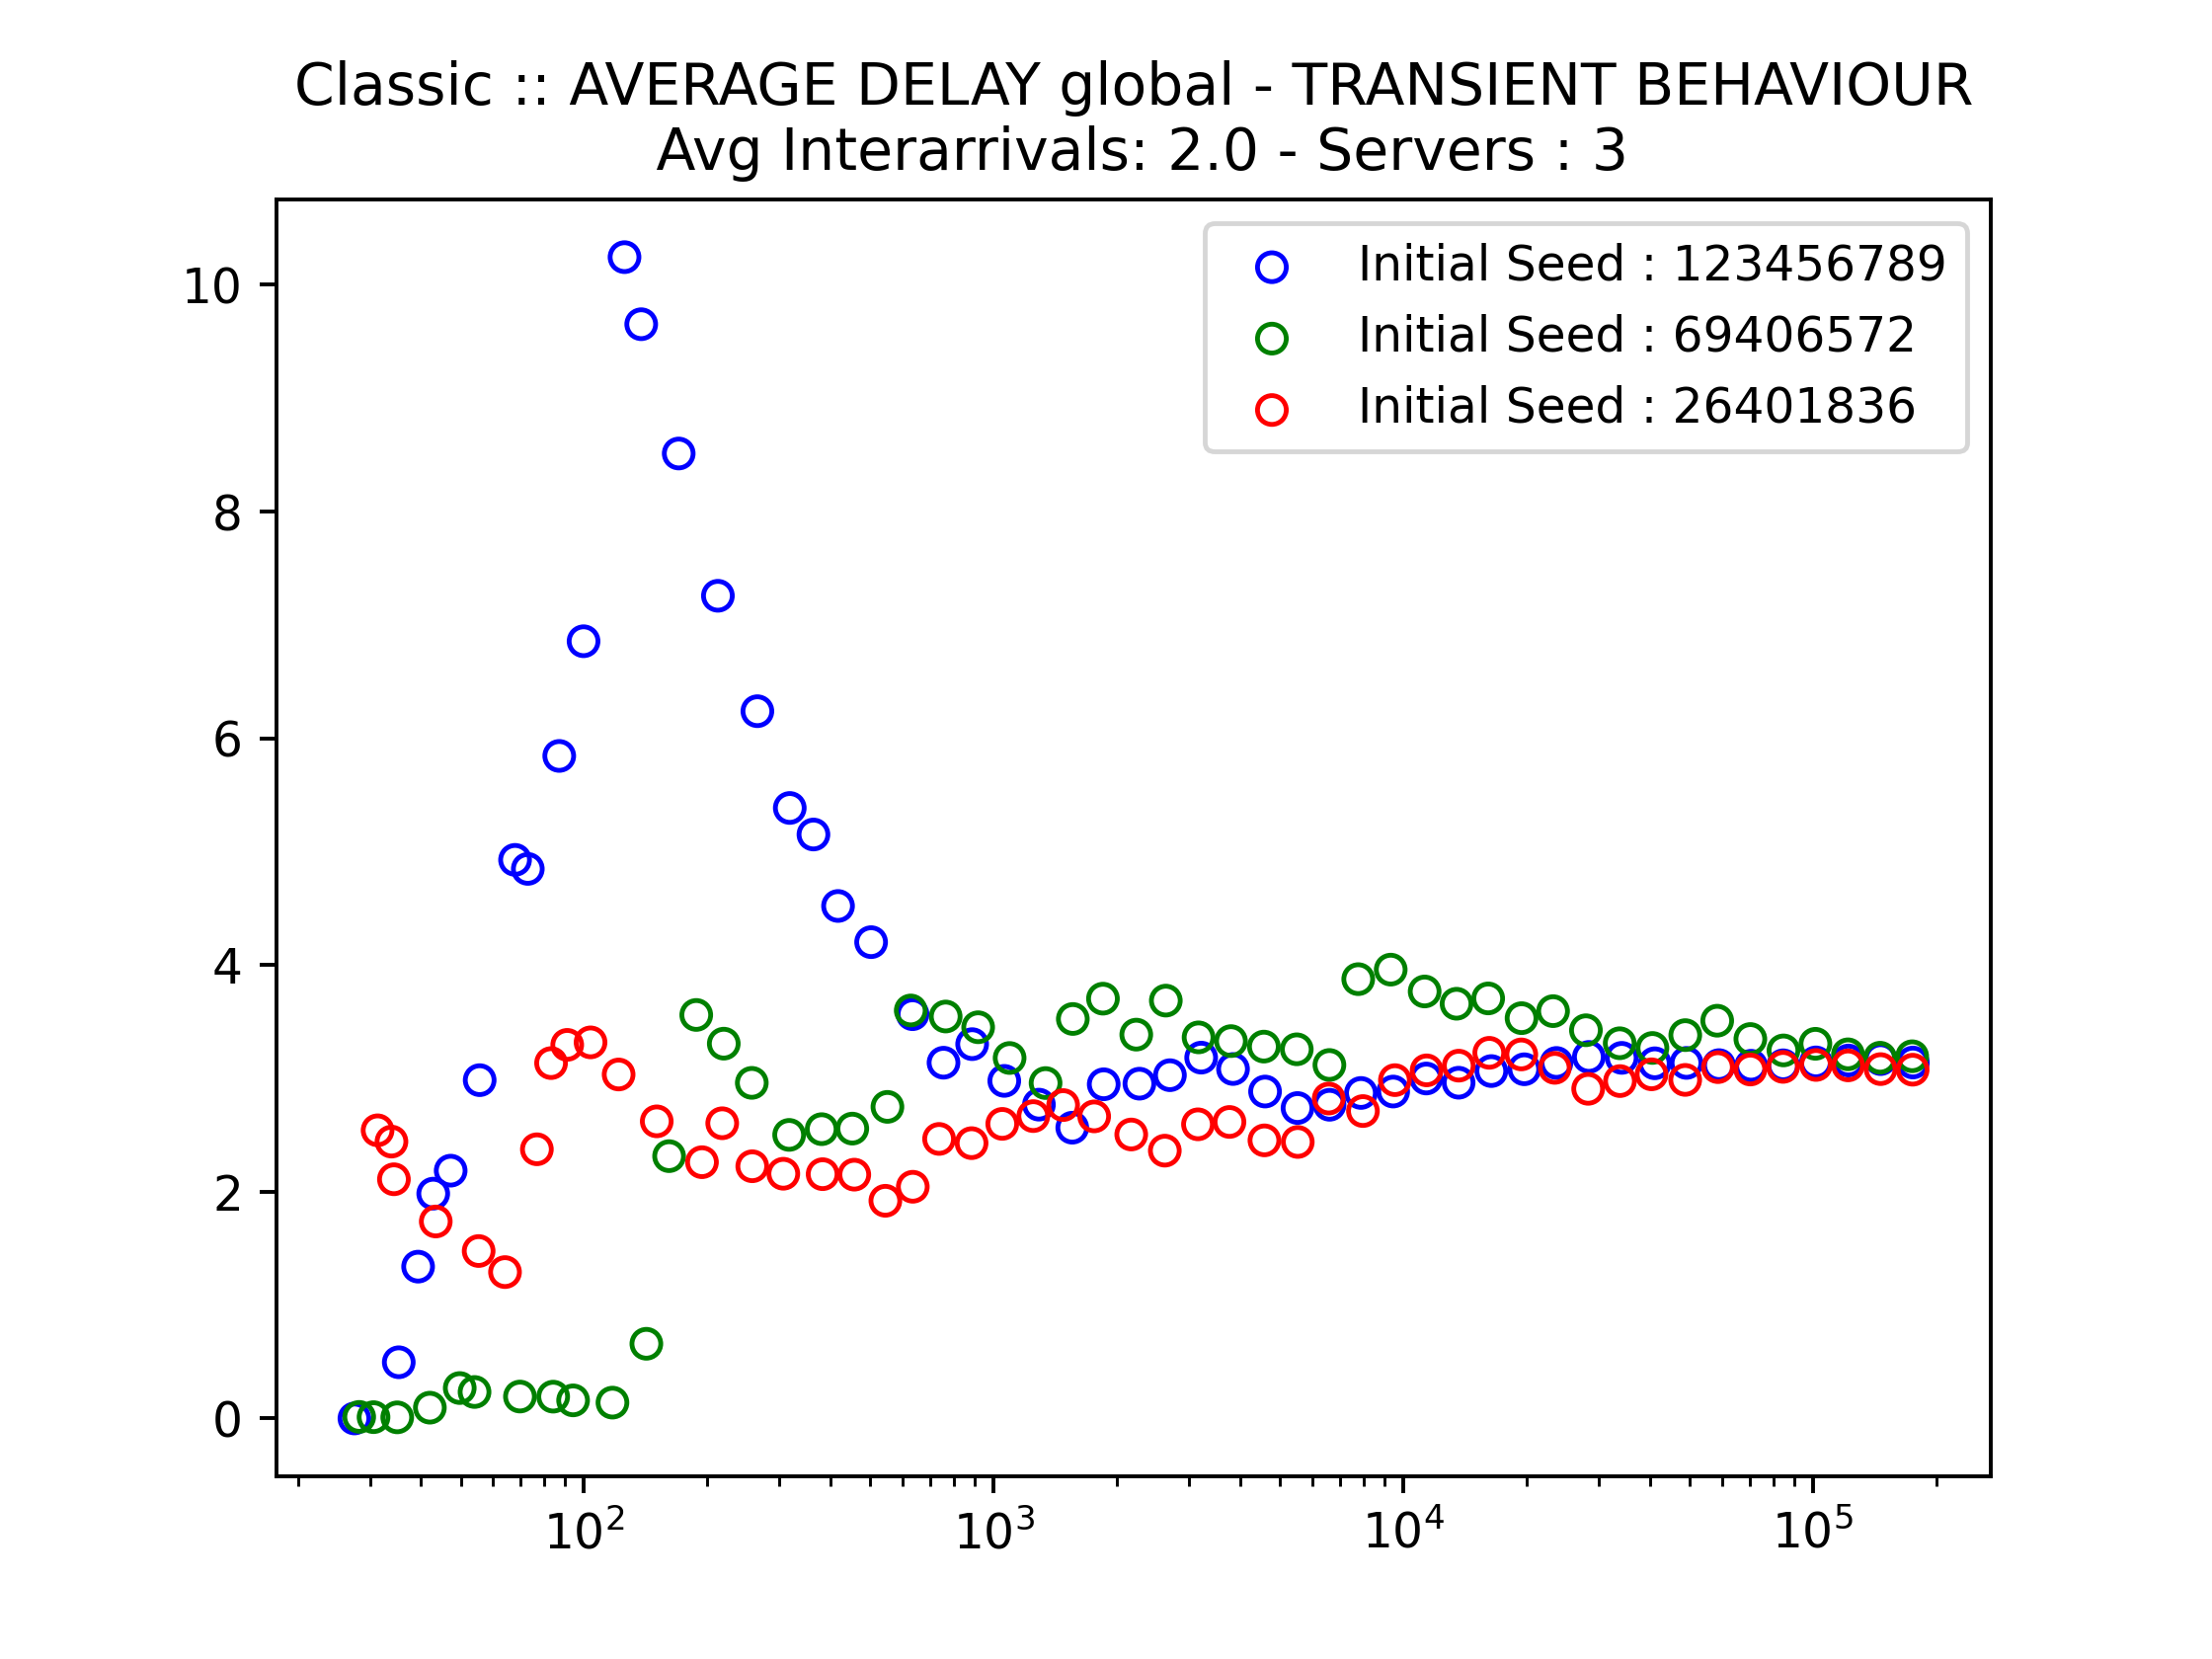 Classic :: AVERAGE DELAY global - TRANSIENT BEHAVIOUR
Avg Interarrivals: 2.0 - Servers : 3
Initial Seed : 123456789
Initial Seed : 69406572
Initial Seed : 26401836
10
8
6
4
2
0
10²
10³
10⁴
10⁵